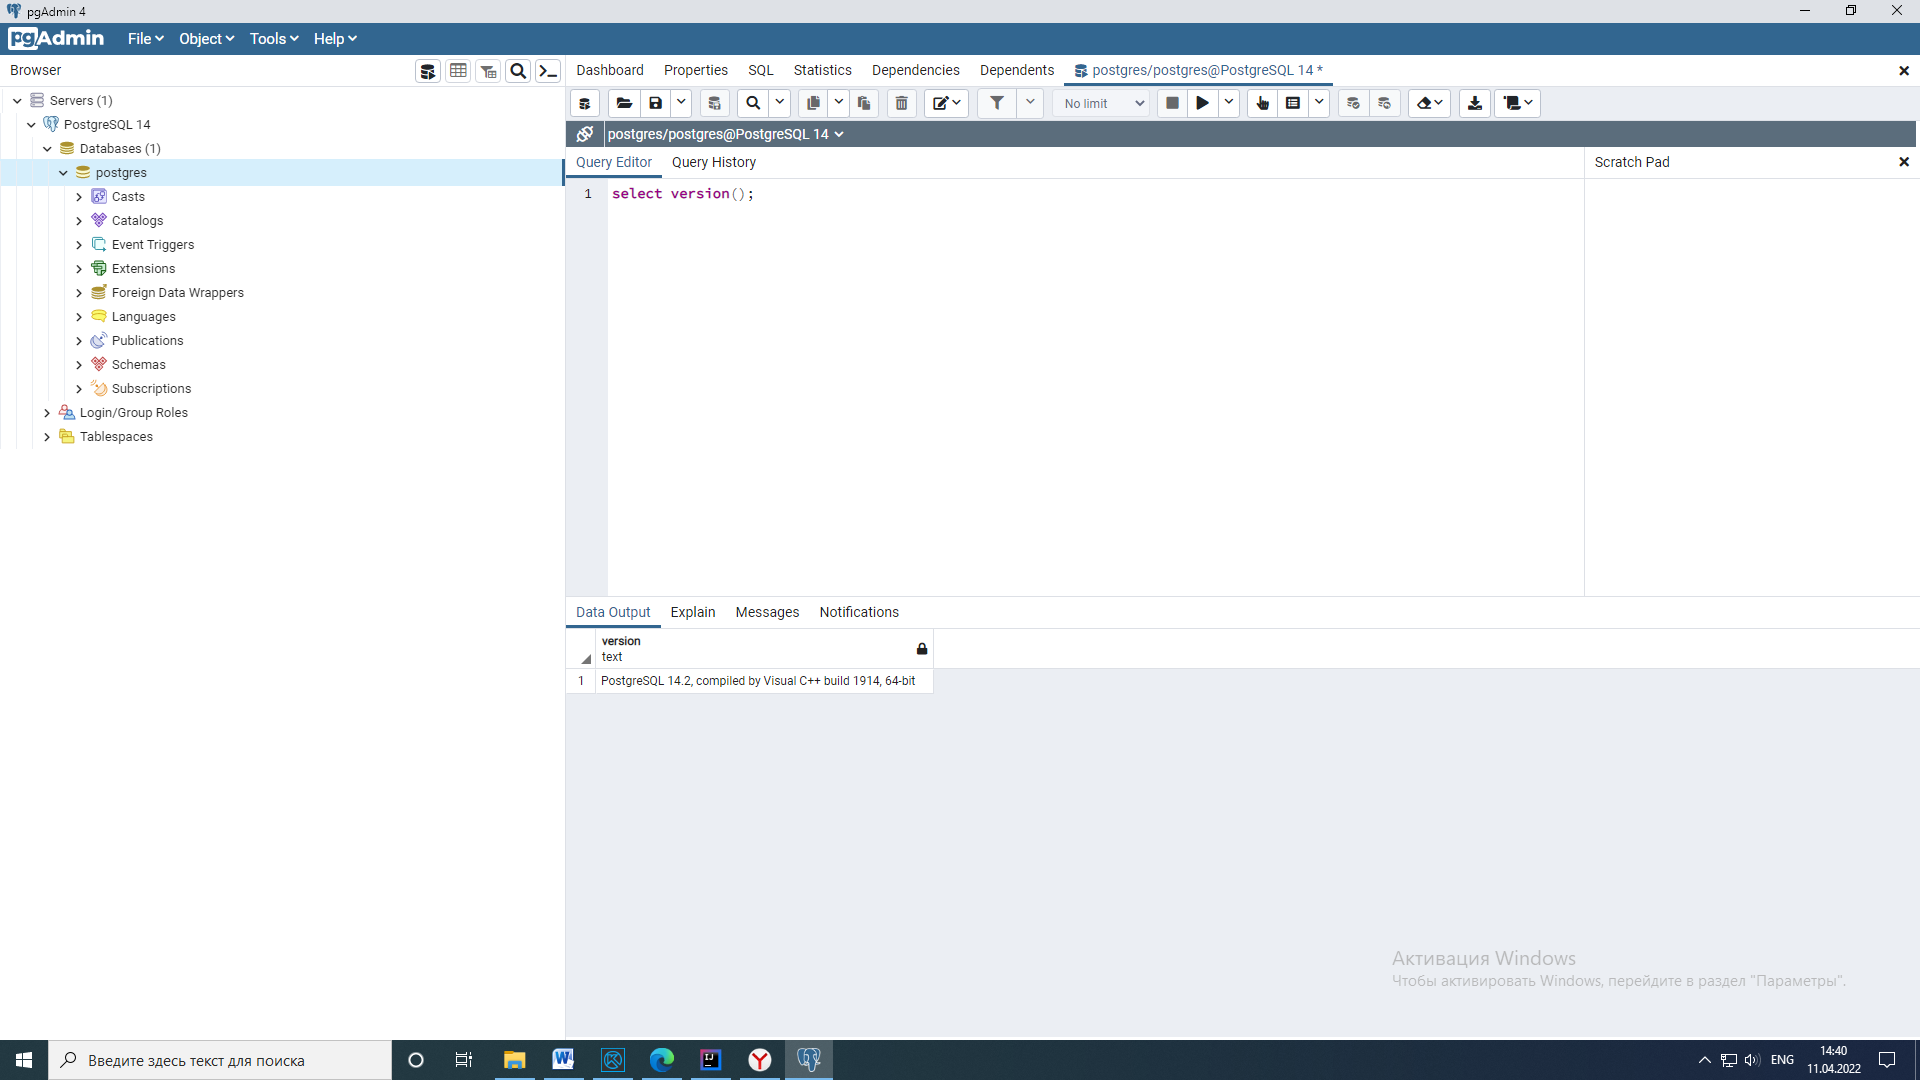 pgAdmin 4
pgAdmin File Object Tools Help
Browser
Dashboard Properties SQL Statistics Dependencies Dependents postgres/postgres@PostgreSQL 14 *
No limit
Servers (1)
PostgreSQL 14
Databases (1)
postgres
Casts
Catalogs
Event Triggers
Extensions
Foreign Data Wrappers
Languages
Publications
Schemas
Subscriptions
Login/Group Roles
Tablespaces
postgres/postgres@PostgreSQL 14
Query Editor Query History
Scratch Pad
1 select version();
Data Output Explain Messages Notifications
version
text
1 PostgreSQL 14.2, compiled by Visual C++ build 1914, 64-bit
Активация Windows
Чтобы активировать Windows, перейдите в раздел "Параметры".
Введите здесь текст для поиска
ENG
14:40
11.04.2022